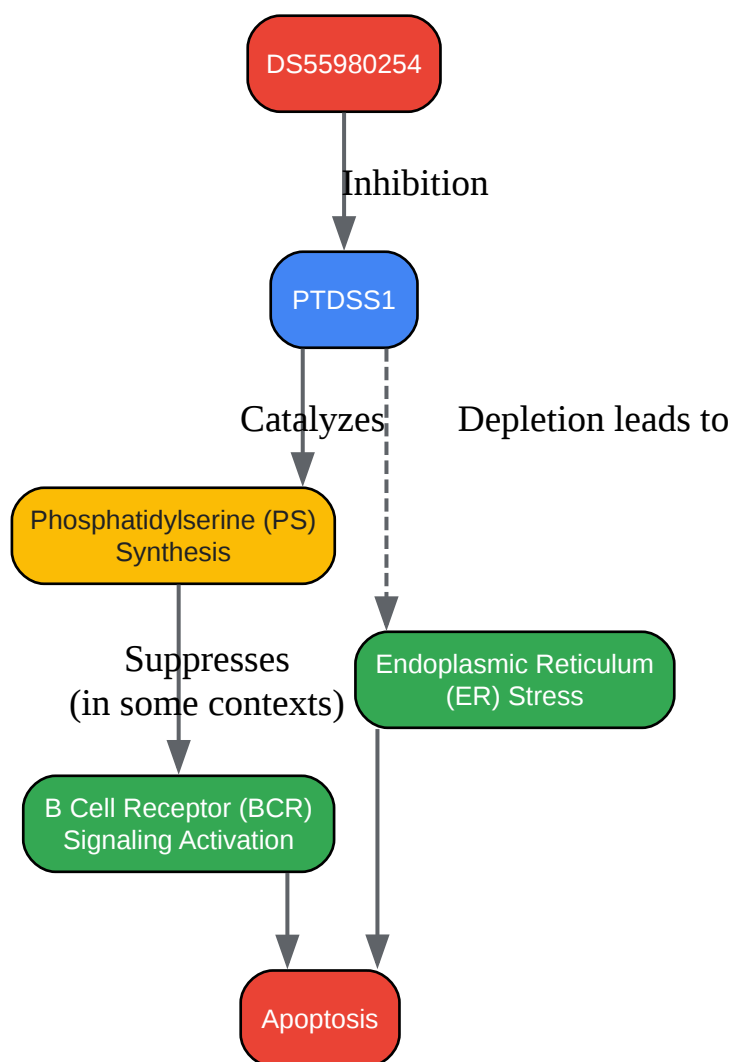 DS55980254
Inhibition
PTDSS1
Catalyzes
Depletion leads to
Phosphatidylserine (PS)
Synthesis
Suppresses
(in some contexts)
Endoplasmic Reticulum
(ER) Stress
B Cell Receptor (BCR)
Signaling Activation
Apoptosis